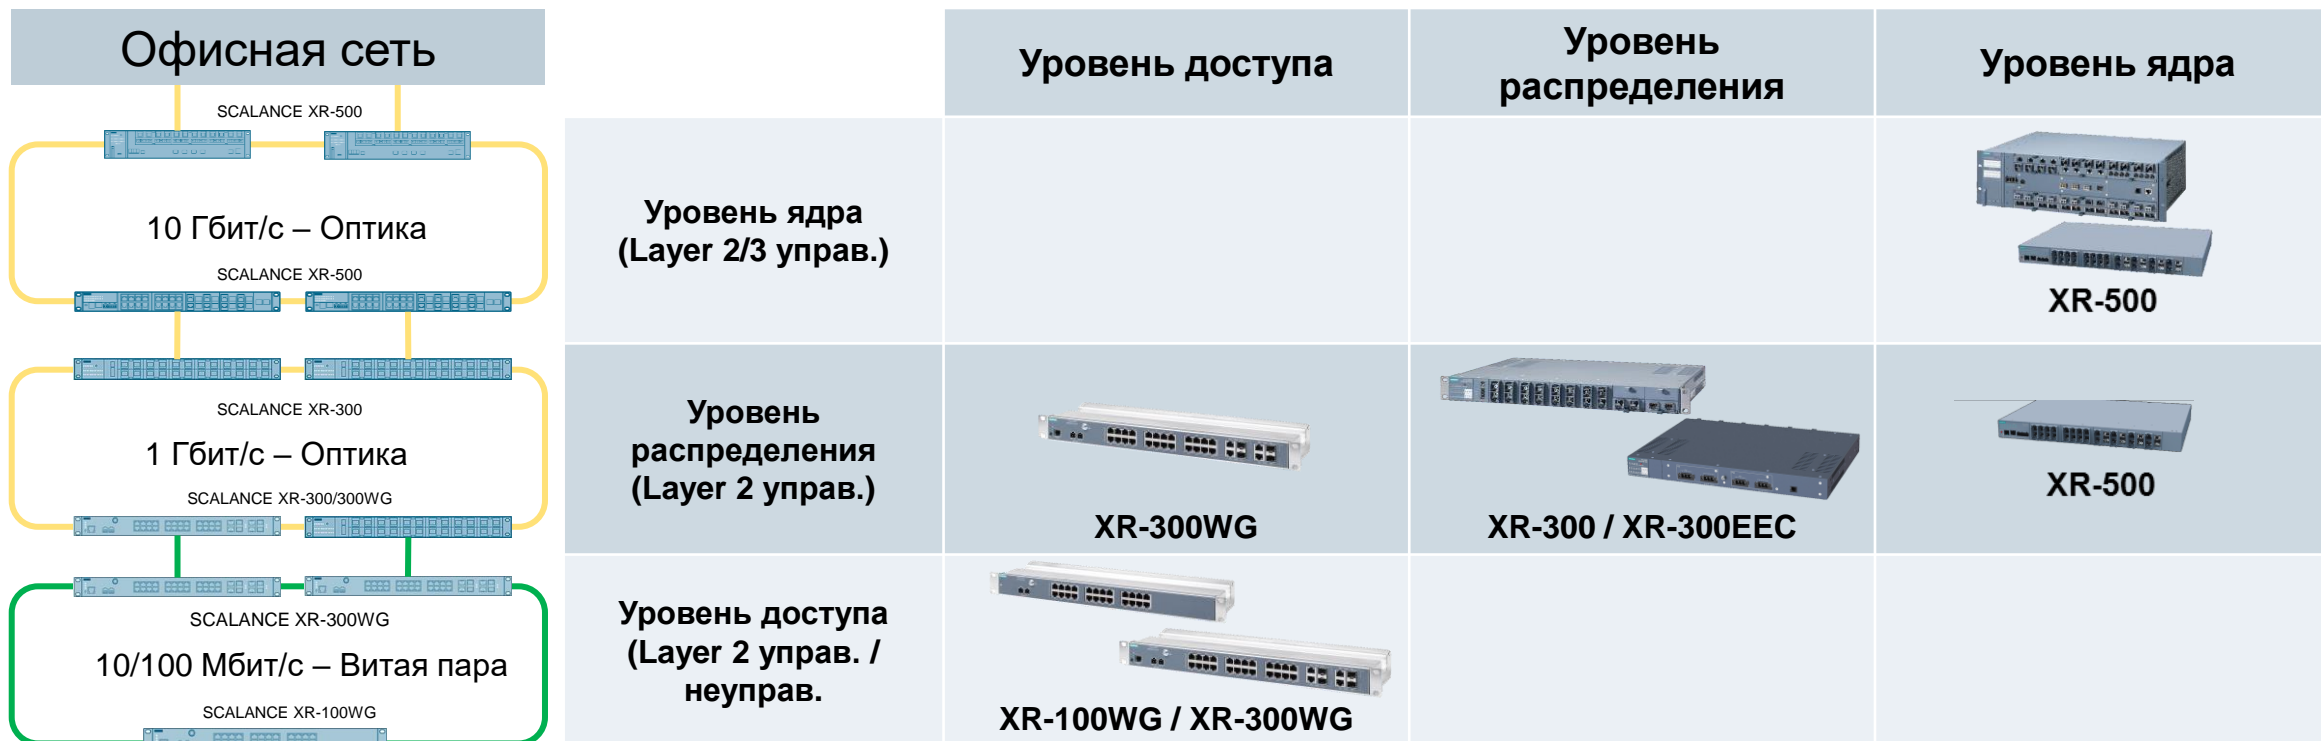 Офисная сеть
SCALANCE XR-500
10 Гбит/с – Оптика
SCALANCE XR-500
SCALANCE XR-300
1 Гбит/с – Оптика
SCALANCE XR-300/300WG
SCALANCE XR-300WG
10/100 Мбит/с – Витая пара
SCALANCE XR-100WG
Уровень доступа
Уровень
распределения
Уровень ядра
Уровень ядра
(Layer 2/3 управ.)
XR-500
Уровень
распределения
(Layer 2 управ.)
XR-300WG
XR-300 / XR-300EEC
XR-500
Уровень доступа
(Layer 2 управ. /
неуправ.
XR-100WG / XR-300WG